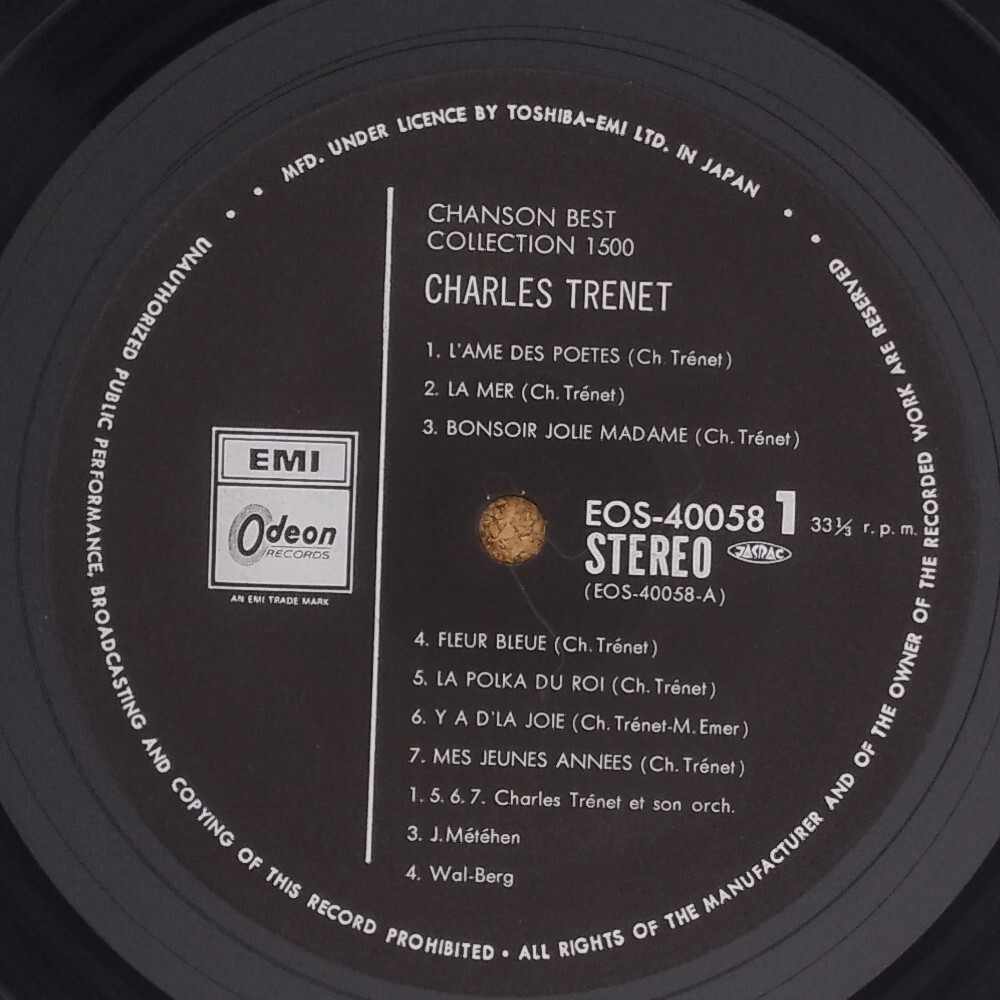 MFD. UNDER LICENCE BY TOSHIBA-EMI LTD. IN JAPAN
CHANSON BEST
COLLECTION 1500
CHARLES TRENET
1. L'AME DES POETES (Ch. Trénet)
2. LA MER (Ch. Trénet)
3. BONSOIR JOLIE MADAME (Ch. Trénet)
EMI
Odeon
RECORDS
AN EMI TRADE MARK
EOS-40058 1 33⅓ r.p.m.
STEREO JASRAC
(EOS-40058-A)
4. FLEUR BLEUE (Ch. Trénet)
5. LA POLKA DU ROI (Ch. Trénet)
6. Y A D'LA JOIE (Ch. Trénet-M. Emer)
7. MES JEUNES ANNEES (Ch. Trénet)
1. 5. 6. 7. Charles Trénet et son orch.
3. J. Météhen
4. Wal-Berg
UNAUTHORIZED PUBLIC PERFORMANCE, BROADCASTING AND COPYING OF THIS RECORD PROHIBITED • ALL RIGHTS OF THE MANUFACTURER AND OF THE OWNER OF THE RECORDED WORK ARE RESERVED